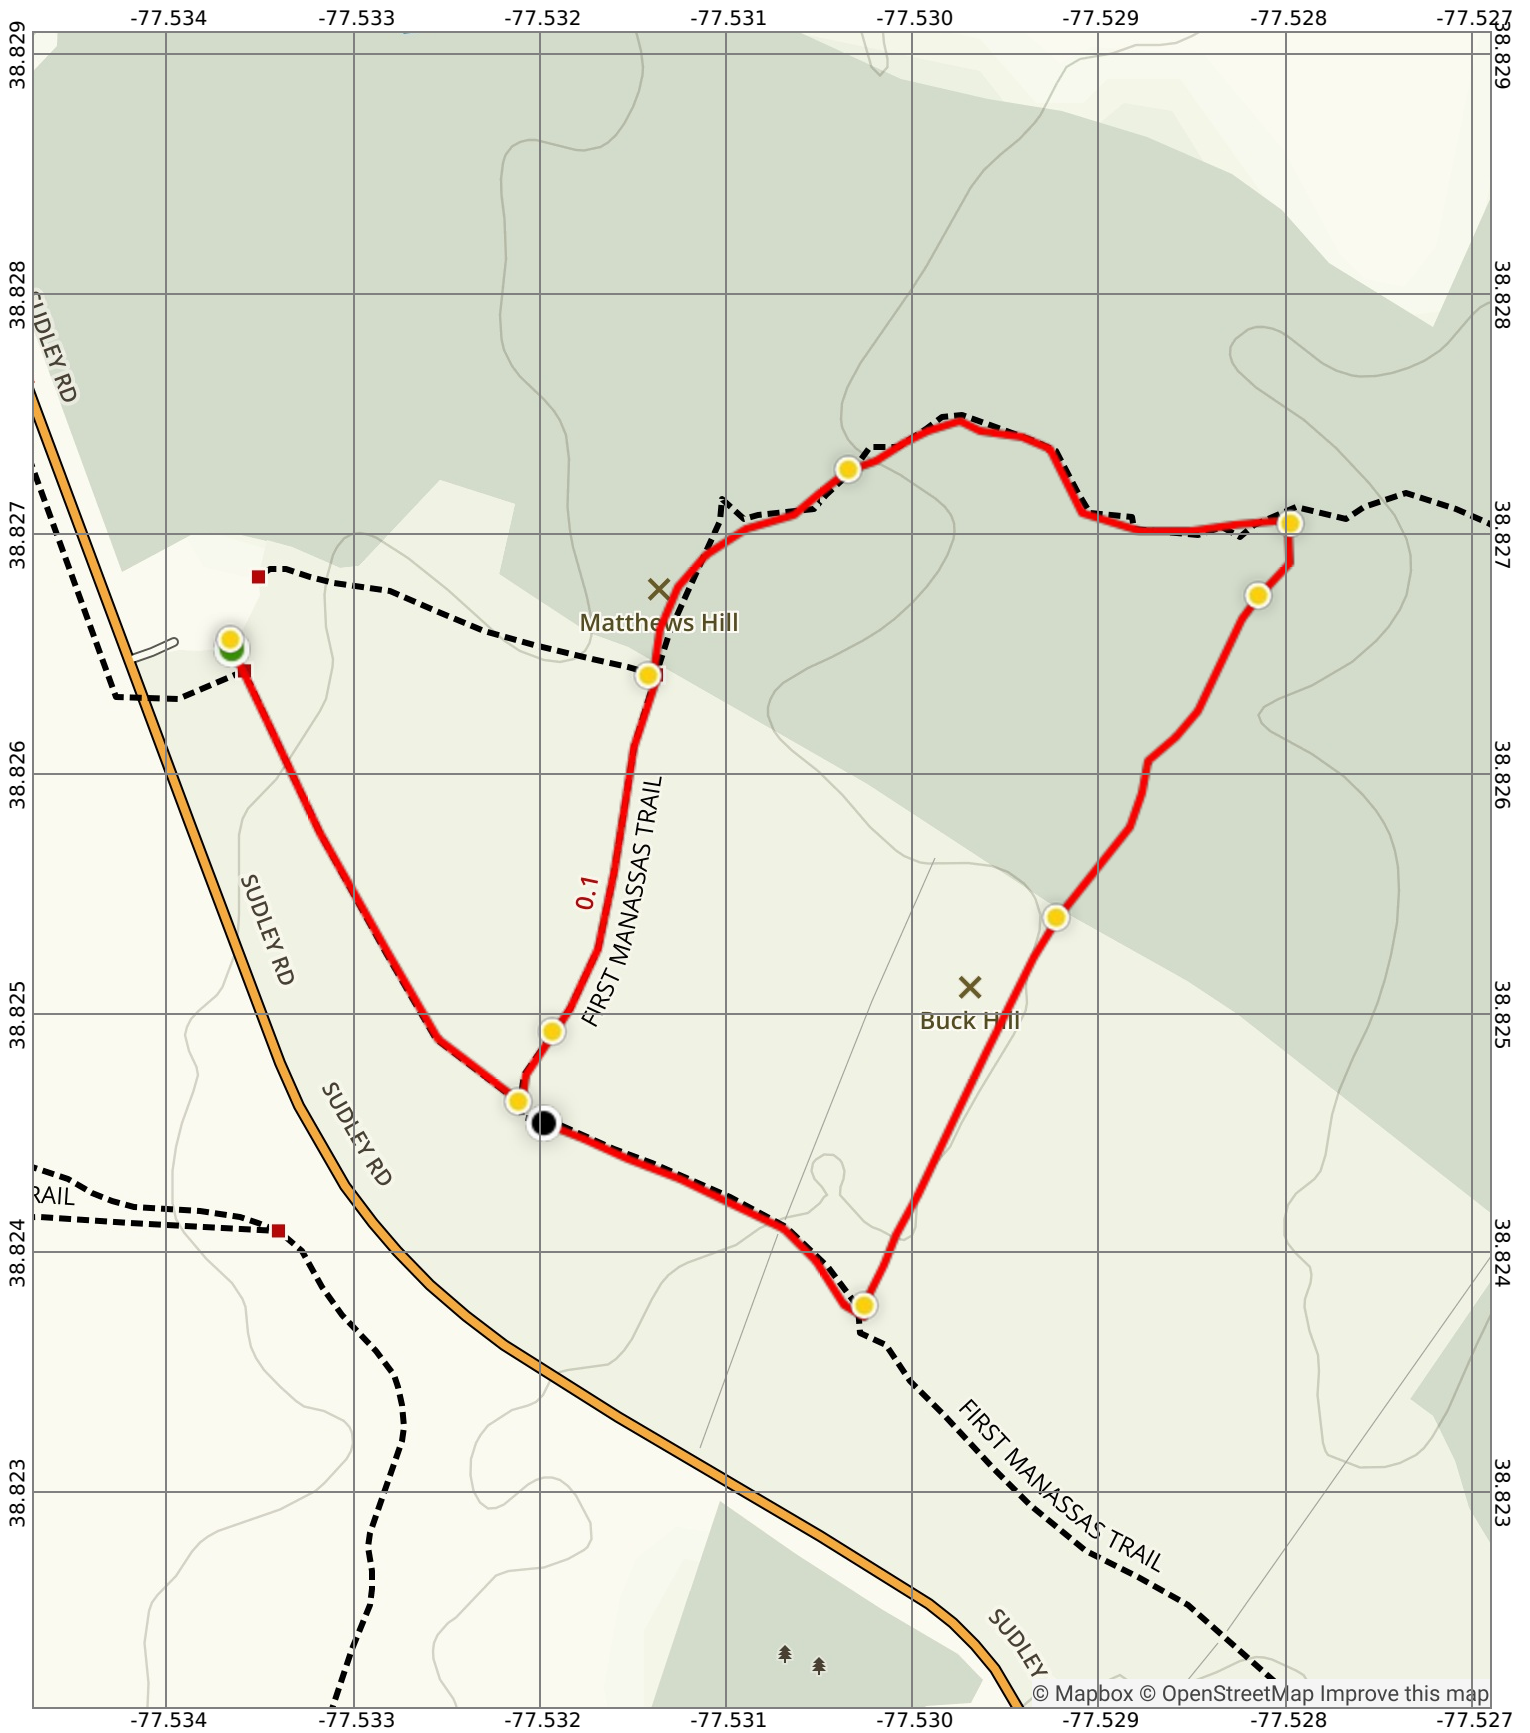 -77.534 -77.533 -77.532 -77.531 -77.530 -77.529 -77.528 -77.527
38.829 38.829
38.828 38.828
UDLEY RD
38.827 38.827
Matthews Hill
38.826 38.826
FIRST MANASSAS TRAIL
0.1
SUDLEY RD
38.825 38.825
Buck Hill
SUDLEY RD
RAIL
38.824 38.824
FIRST MANASSAS TRAIL
38.823 38.823
SUDLEY
© Mapbox © OpenStreetMap Improve this map
-77.534 -77.533 -77.532 -77.531 -77.530 -77.529 -77.528 -77.527